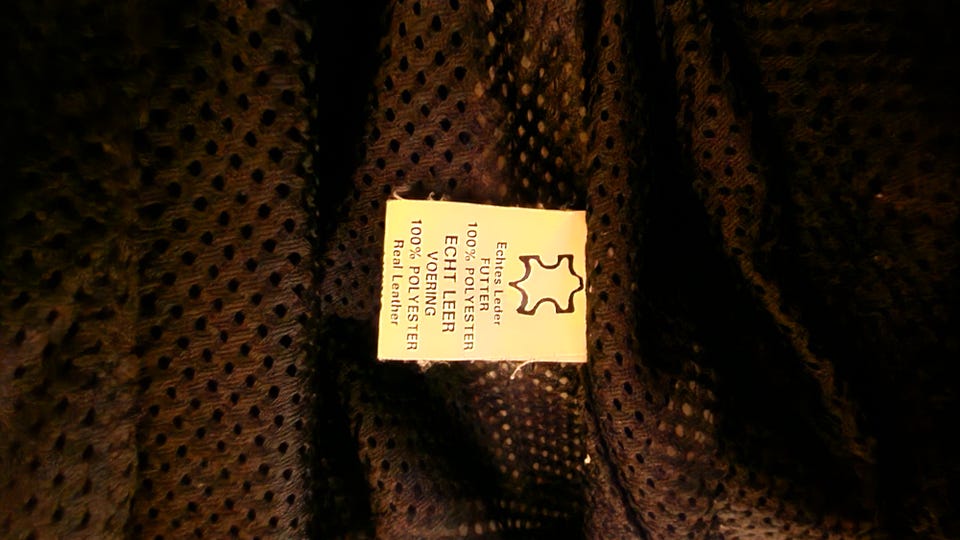 Echtes Leder
FUTTER
100% POLYESTER
ECHT LEER
VOERING
100% POLYESTER
Real Leather